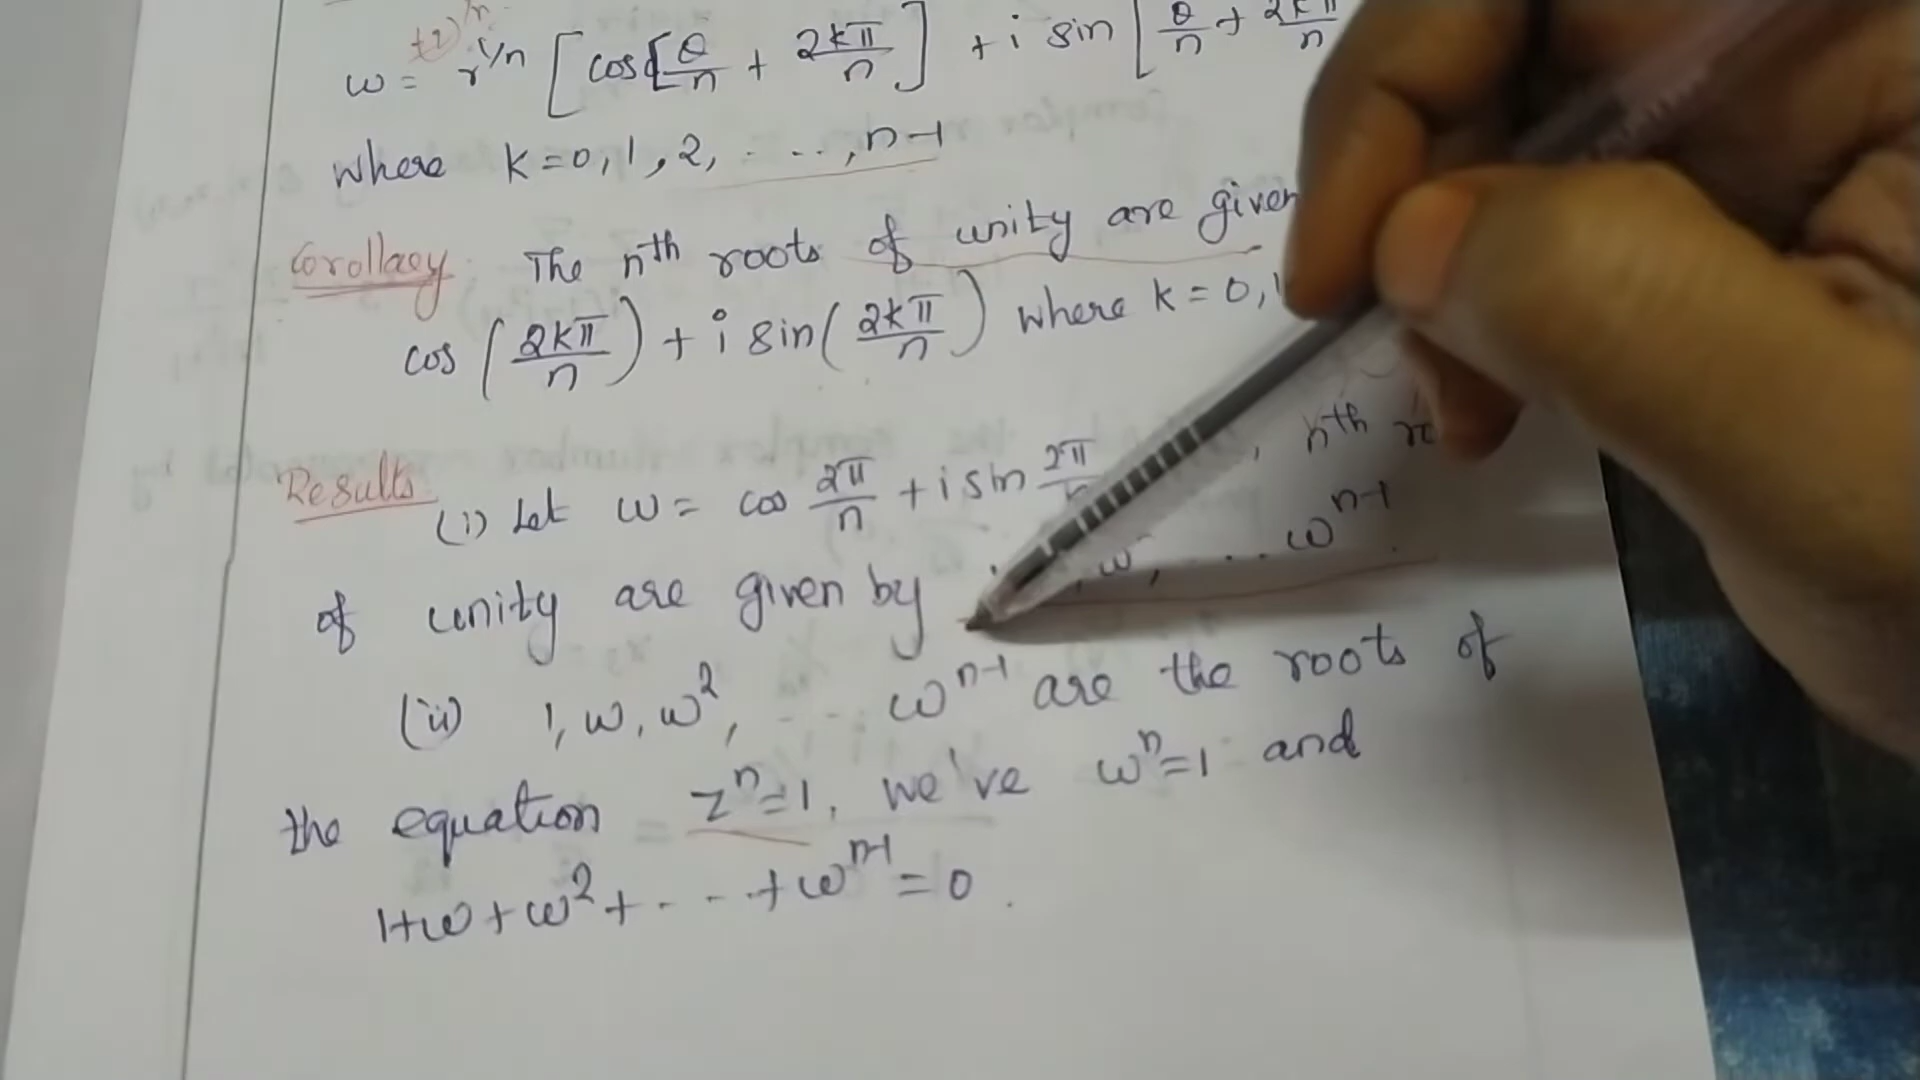 w = r^1/n [cos[θ/n + 2kπ/n] + i sin [θ/n + 2kπ/n
where k = 0, 1, 2, . . . ., n-1
Corollary The nth roots of unity are given
cos (2kπ/n) + i sin (2kπ/n) where k = 0, 1
Results (i) Let ω = cos 2π/n + i sin 2π/n , nth
of unity are given by ω, . . . ω^n-1
(ii) 1, ω, ω^2, ω^n-1 are the roots of
the equation z^n = 1, we've ω^n = 1 and
1+ω+ω^2+ . . . +ω^n-1 = 0 .